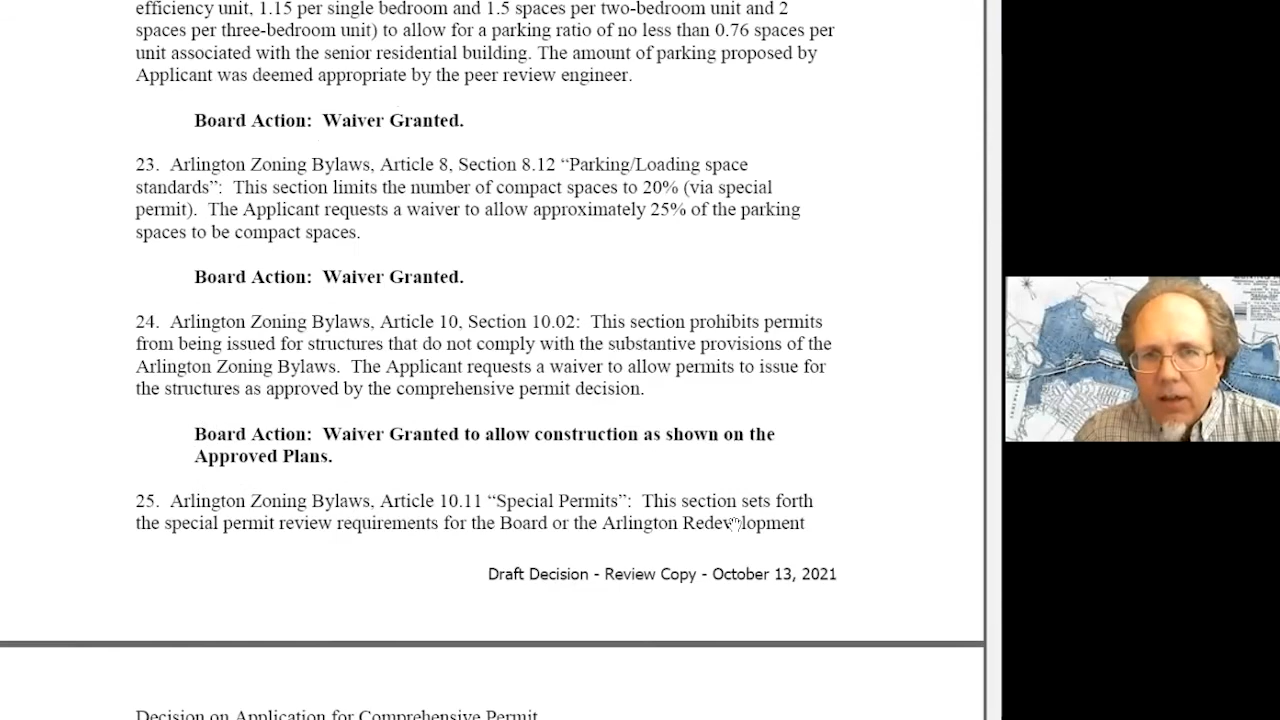 efficiency unit, 1.15 per single bedroom and 1.5 spaces per two-bedroom unit and 2
spaces per three-bedroom unit) to allow for a parking ratio of no less than 0.76 spaces per
unit associated with the senior residential building. The amount of parking proposed by
Applicant was deemed appropriate by the peer review engineer.
Board Action: Waiver Granted.
23. Arlington Zoning Bylaws, Article 8, Section 8.12 “Parking/Loading space
standards”: This section limits the number of compact spaces to 20% (via special
permit). The Applicant requests a waiver to allow approximately 25% of the parking
spaces to be compact spaces.
Board Action: Waiver Granted.
24. Arlington Zoning Bylaws, Article 10, Section 10.02: This section prohibits permits
from being issued for structures that do not comply with the substantive provisions of the
Arlington Zoning Bylaws. The Applicant requests a waiver to allow permits to issue for
the structures as approved by the comprehensive permit decision.
Board Action: Waiver Granted to allow construction as shown on the
Approved Plans.
25. Arlington Zoning Bylaws, Article 10.11 “Special Permits”: This section sets forth
the special permit review requirements for the Board or the Arlington Redevelopment
Draft Decision - Review Copy - October 13, 2021
Decision on Application for Comprehensive Permit